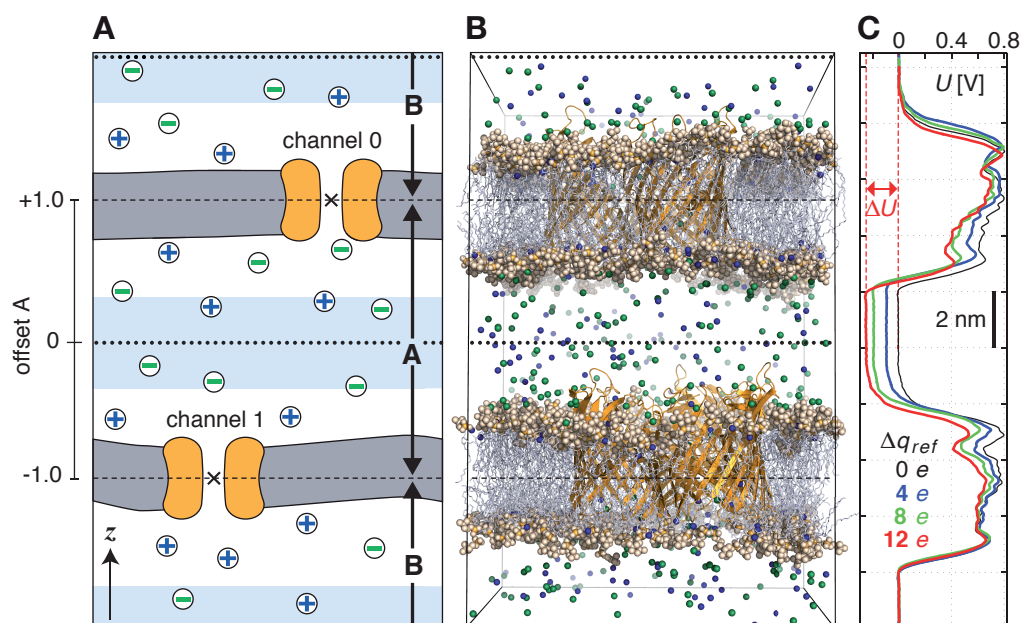 A
B
C
0 0.4 0.8
U [V]
B
channel 0
+1.0
ΔU
2 nm
offset A
0
A
channel 1
-1.0
Δq_ref
0 e
4 e
8 e
12 e
z
B